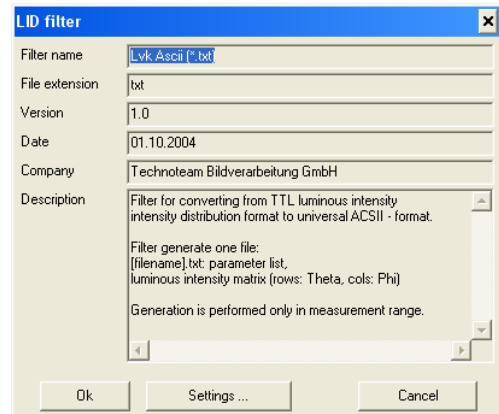 LID filter
Filter name Lvk Ascii (*.txt)
File extension txt
Version 1.0
Date 01.10.2004
Company Technoteam Bildverarbeitung GmbH
Description Filter for converting from TTL luminous intensity
intensity distribution format to universal ACSII - format.
Filter generate one file:
[filename].txt: parameter list,
luminous intensity matrix (rows: Theta, cols: Phi)
Generation is performed only in measurement range.
Ok Settings ... Cancel